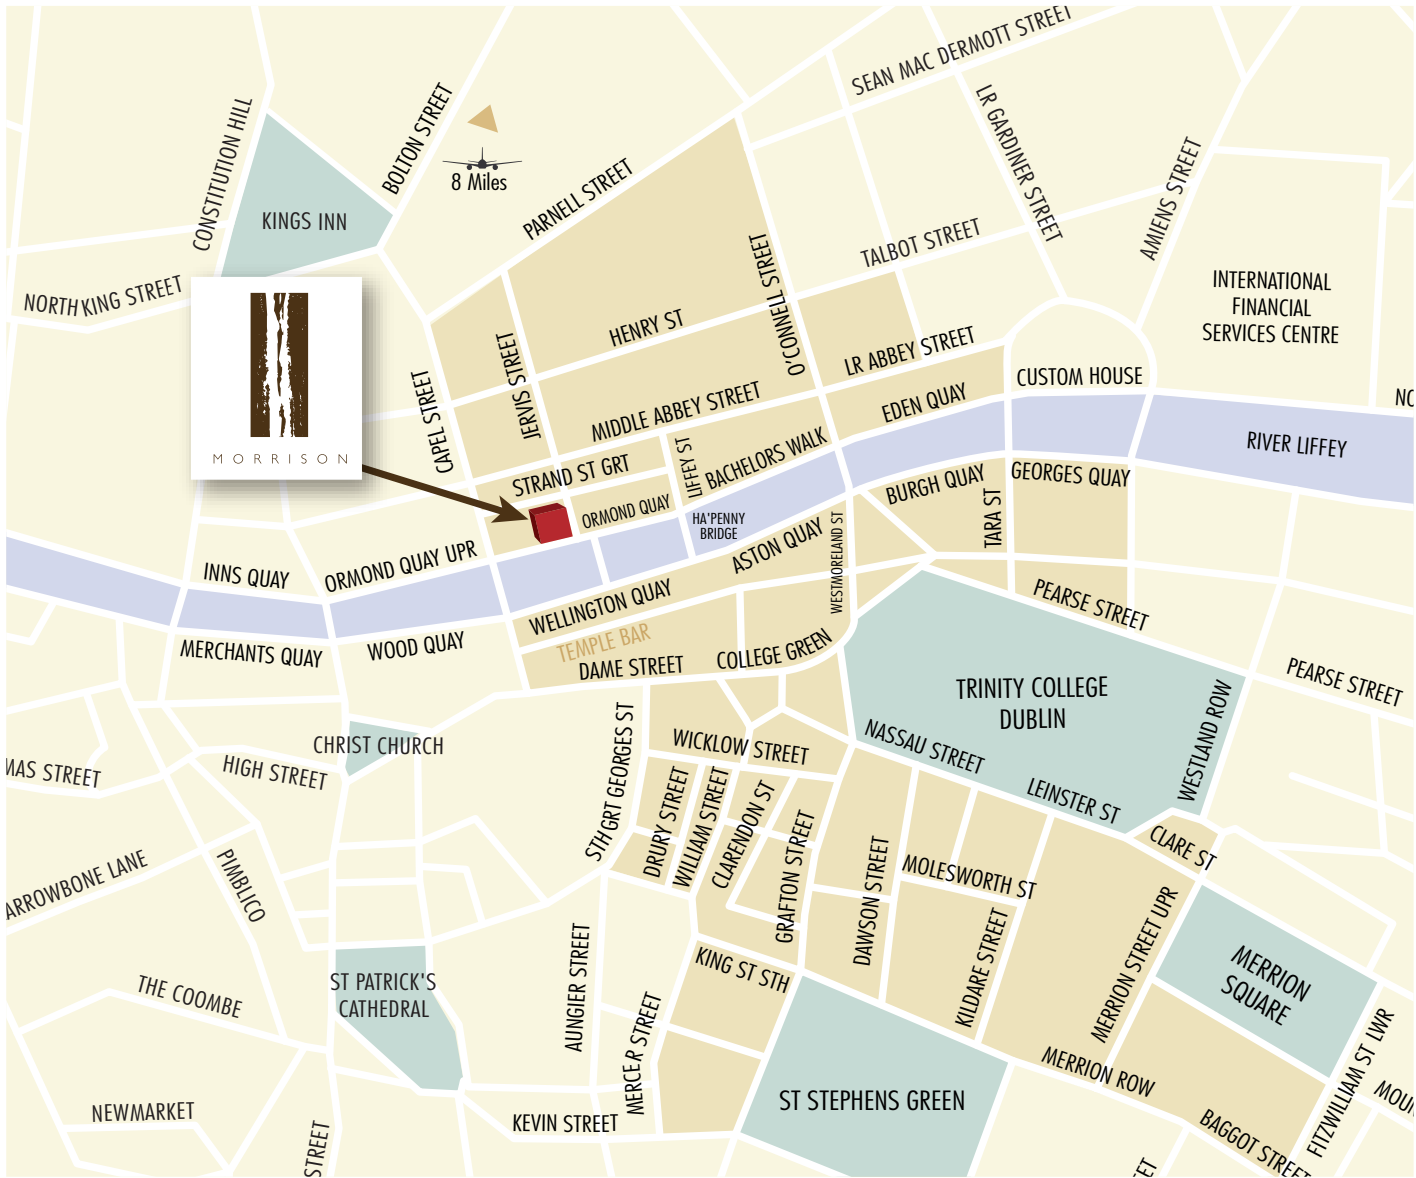 SEAN MAC DERMOTT STREET
CONSTITUTION HILL
BOLTON STREET
LR GARDINER STREET
AMIENS STREET
8 Miles
PARNELL STREET
KINGS INN
TALBOT STREET
O'CONNELL STREET
NORTH KING STREET
INTERNATIONAL
FINANCIAL
SERVICES CENTRE
HENRY ST
JERVIS STREET
LR ABBEY STREET
CAPEL STREET
CUSTOM HOUSE
NO
EDEN QUAY
MIDDLE ABBEY STREET
MORRISON
RIVER LIFFEY
BACHELORS WALK
LIFFEY ST
STRAND ST GRT
BURGH QUAY
GEORGES QUAY
ORMOND QUAY
HA'PENNY
BRIDGE
TARA ST
ASTON QUAY
WESTMORELAND ST
INNS QUAY
ORMOND QUAY UPR
WELLINGTON QUAY
PEARSE STREET
MERCHANTS QUAY
WOOD QUAY
TEMPLE BAR
DAME STREET
COLLEGE GREEN
TRINITY COLLEGE
DUBLIN
PEARSE STREET
WESTLAND ROW
CHRIST CHURCH
STH GRT GEORGES ST
WICKLOW STREET
NASSAU STREET
MAS STREET
HIGH STREET
LEINSTER ST
DRURY STREET
WILLIAM STREET
CLARENDON ST
GRAFTON STREET
DAWSON STREET
CLARE ST
MOLESWORTH ST
ARROWBONE LANE
PIMBLICO
KILDARE STREET
MERRION STREET UPR
MERRION
SQUARE
AUNGIER STREET
KING ST STH
ST PATRICK'S
CATHEDRAL
THE COOMBE
MERCER STREET
MERRION ROW
FITZWILLIAM ST LWR
ST STEPHENS GREEN
NEWMARKET
KEVIN STREET
BAGGOT STREET
MOUN
STREET
ET